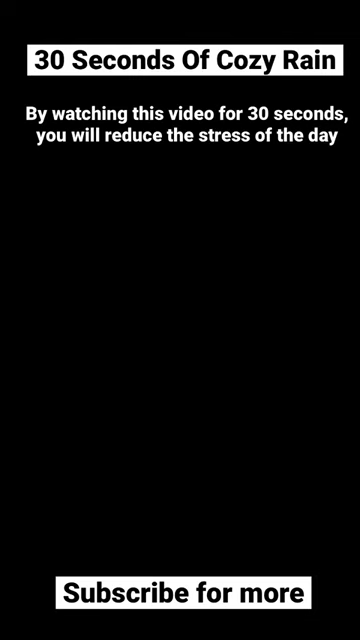 30 Seconds Of Cozy Rain
By watching this video for 30 seconds,
you will reduce the stress of the day
Subscribe for more